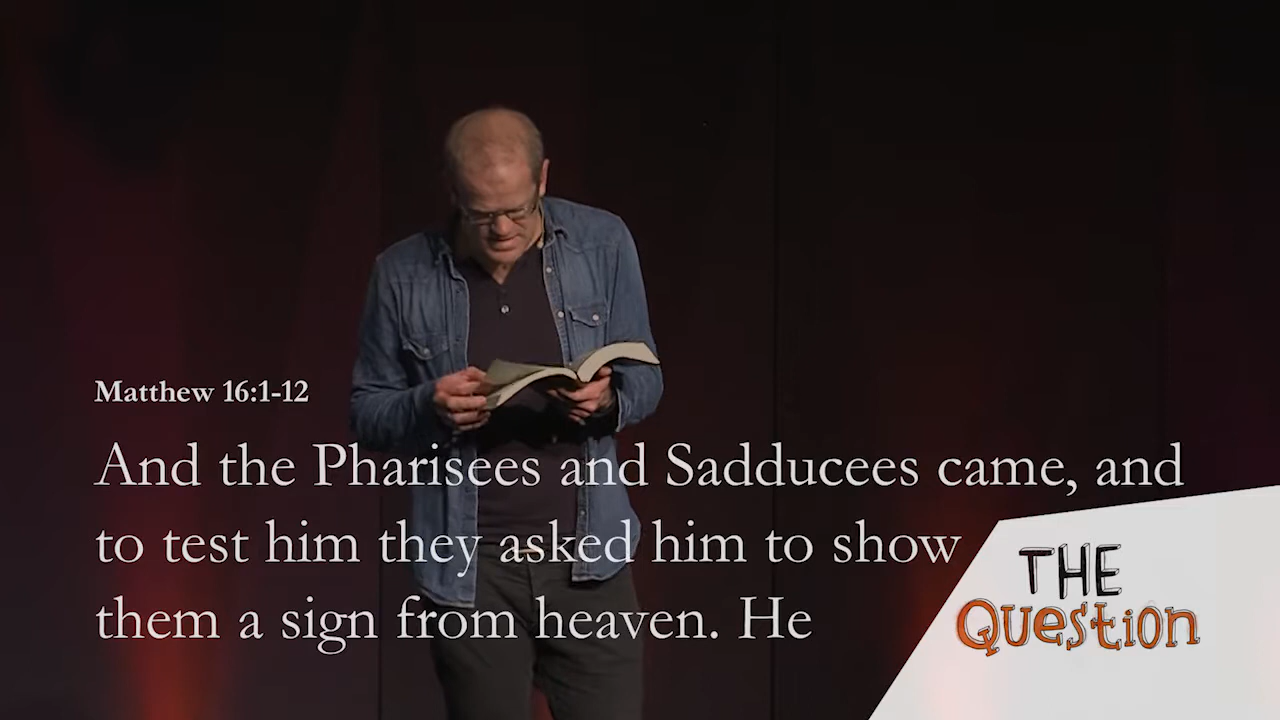 Matthew 16:1-12
And the Pharisees and Sadducees came, and
to test him they asked him to show
them a sign from heaven. He
THE
Question